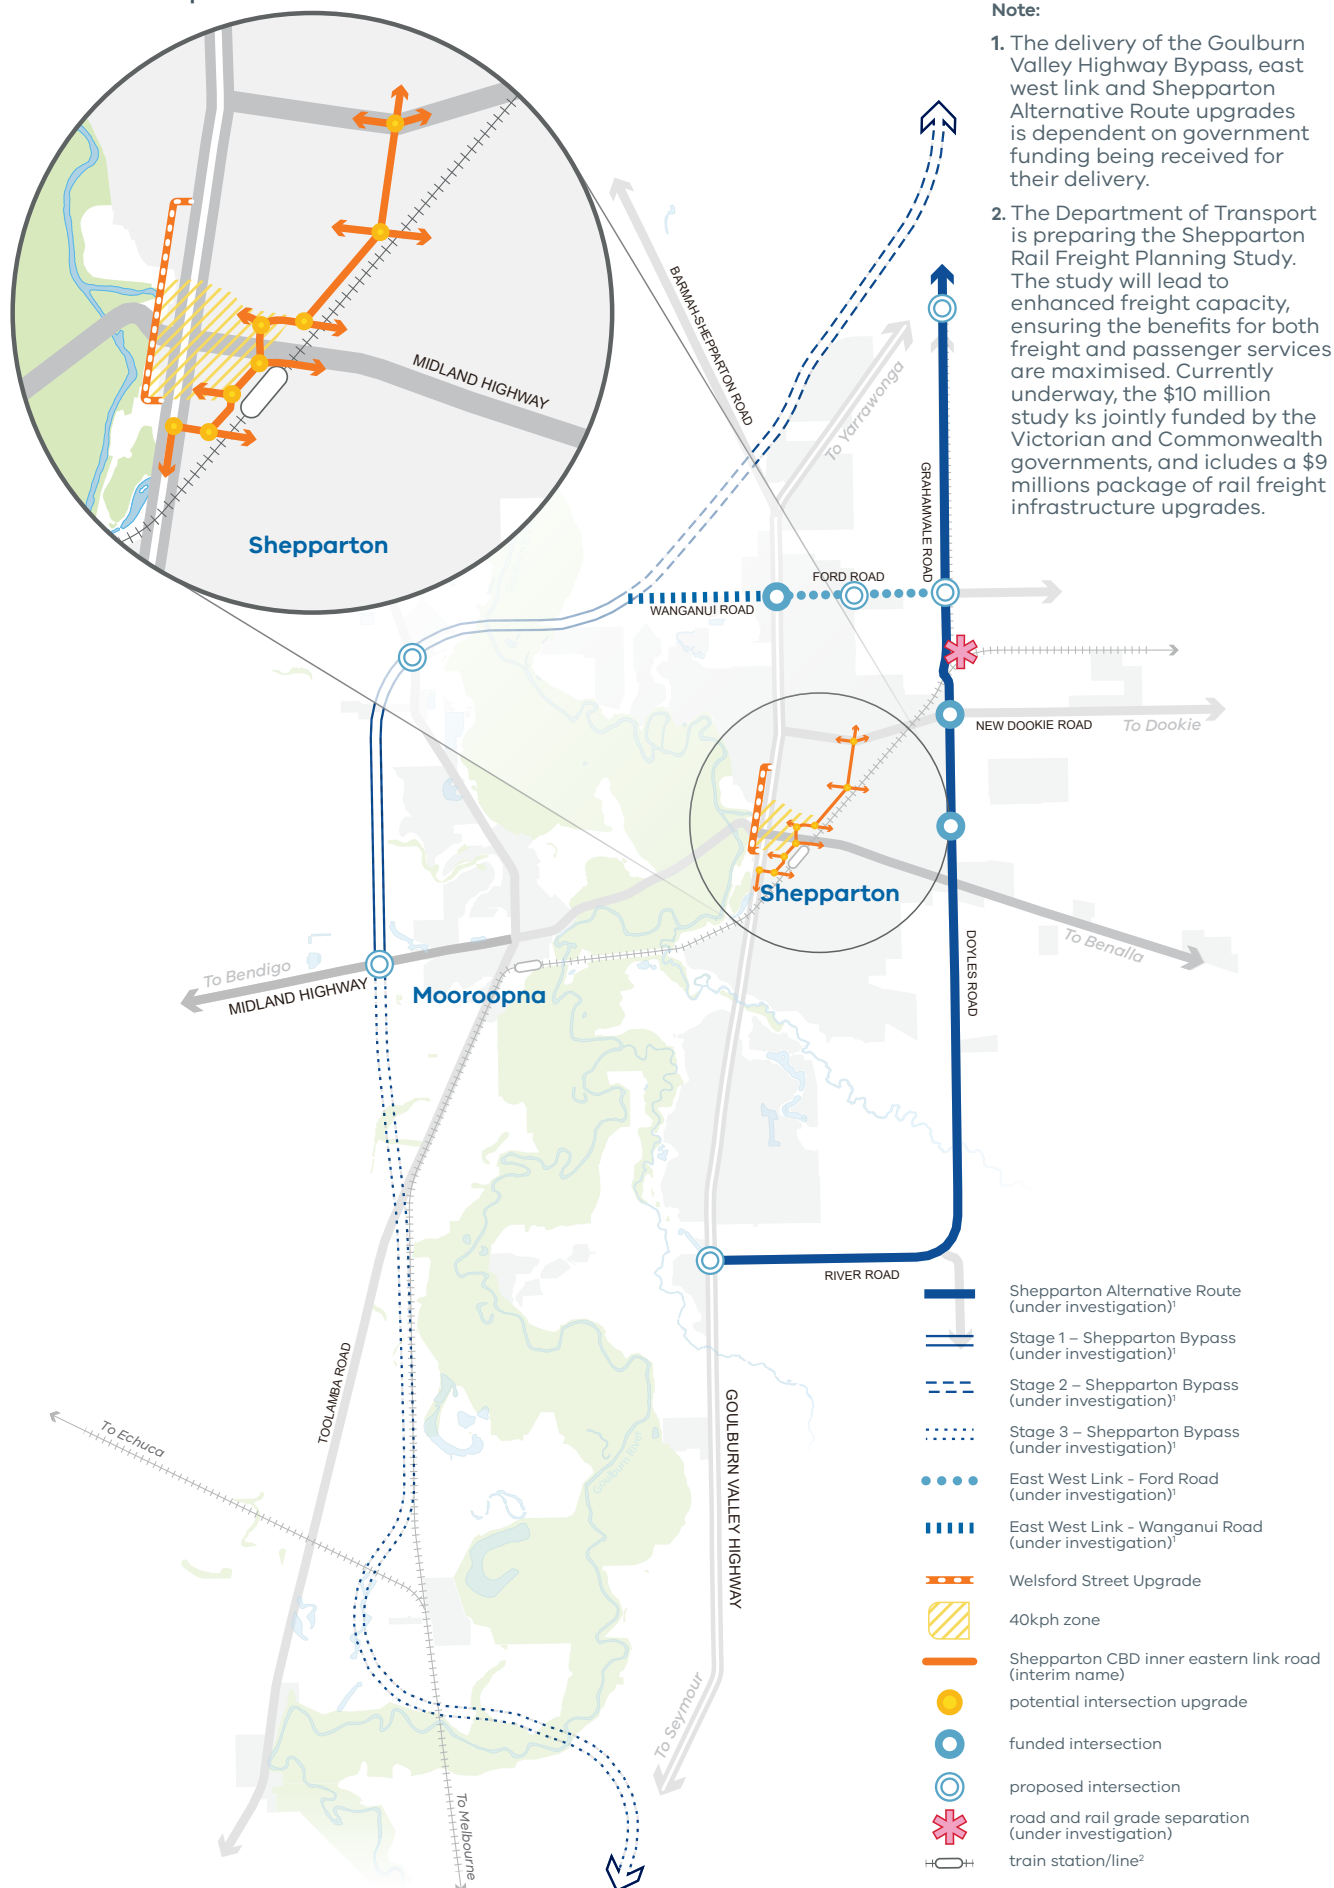 Note:
1. The delivery of the Goulburn
Valley Highway Bypass, east
west link and Shepparton
Alternative Route upgrades
is dependent on government
funding being received for
their delivery.
2. The Department of Transport
is preparing the Shepparton
Rail Freight Planning Study.
The study will lead to
enhanced freight capacity,
ensuring the benefits for both
freight and passenger services
are maximised. Currently
underway, the $10 million
study ks jointly funded by the
Victorian and Commonwealth
governments, and icludes a $9
millions package of rail freight
infrastructure upgrades.
MIDLAND HIGHWAY
Shepparton
BARMAH-SHEPPARTON ROAD
To Yarrawonga
GRAHAMVALE ROAD
FORD ROAD
WANGANUI ROAD
NEW DOOKIE ROAD
To Dookie
Shepparton
To Benalla
DOYLES ROAD
To Bendigo
MIDLAND HIGHWAY
Mooroopna
RIVER ROAD
TOOLAMBA ROAD
To Echuca
Goulburn River
GOULBURN VALLEY HIGHWAY
To Seymour
To Melbourne
Shepparton Alternative Route
(under investigation)¹
Stage 1 – Shepparton Bypass
(under investigation)¹
Stage 2 – Shepparton Bypass
(under investigation)¹
Stage 3 – Shepparton Bypass
(under investigation)¹
East West Link - Ford Road
(under investigation)¹
East West Link - Wanganui Road
(under investigation)¹
Welsford Street Upgrade
40kph zone
Shepparton CBD inner eastern link road
(interim name)
potential intersection upgrade
funded intersection
proposed intersection
road and rail grade separation
(under investigation)
train station/line²